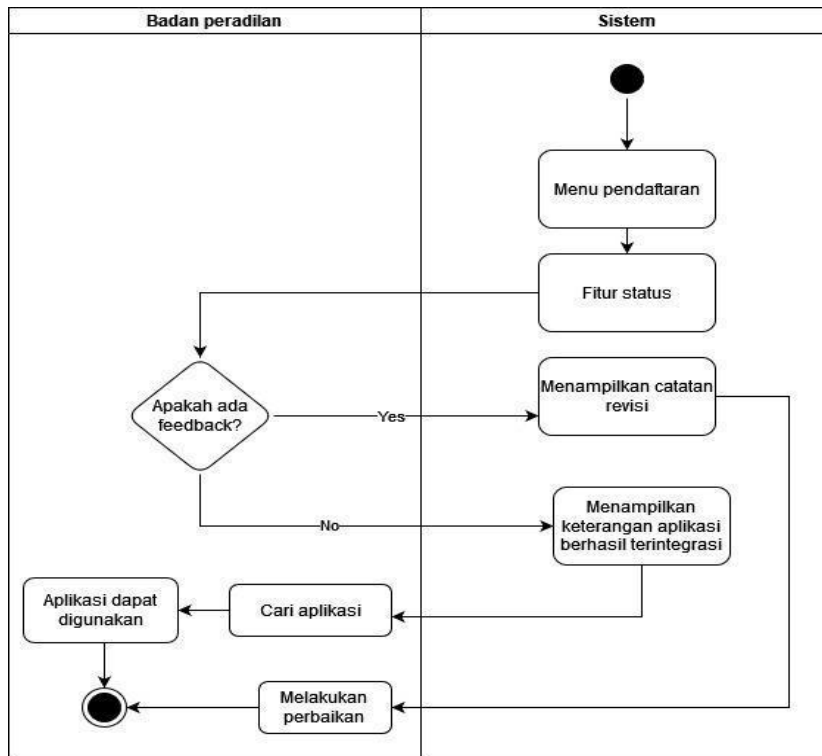 Badan peradilan
Sistem
Menu pendaftaran
Fitur status
Apakah ada
feedback?
Yes
Menampilkan catatan
revisi
No
Menampilkan
keterangan aplikasi
berhasil terintegrasi
Cari aplikasi
Aplikasi dapat
digunakan
Melakukan
perbaikan